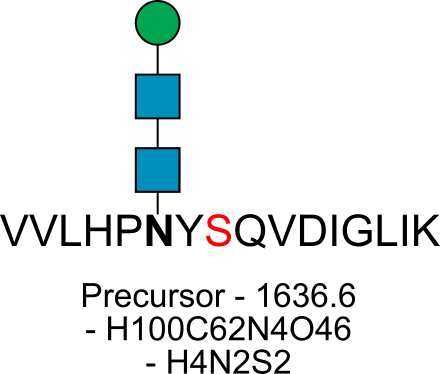 VVLHPNYSQVDIGLIK
Precursor - 1636.6
- H100C62N4O46
- H4N2S2